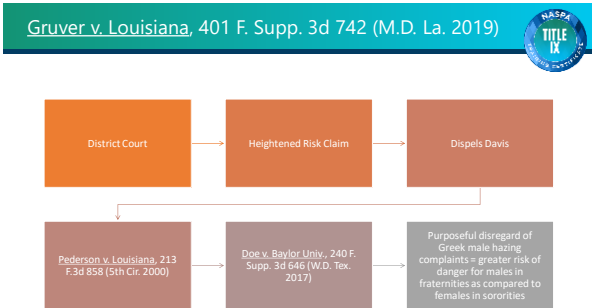 Gruver v. Louisiana, 401 F. Supp. 3d 742 (M.D. La. 2019)
NASPA
TITLE
IX
TRAINING CERTIFICATE
District Court
Heightened Risk Claim
Dispels Davis
Pederson v. Louisiana, 213
F.3d 858 (5th Cir. 2000)
Doe v. Baylor Univ., 240 F.
Supp. 3d 646 (W.D. Tex.
2017)
Purposeful disregard of
Greek male hazing
complaints = greater risk of
danger for males in
fraternities as compared to
females in sororities